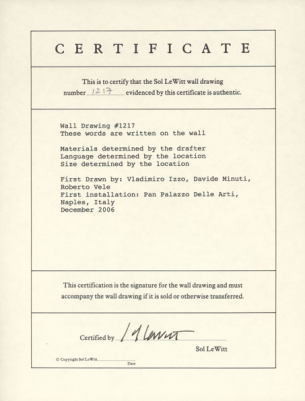 CERTIFICATE
This is to certify that the Sol LeWitt wall drawing
number 1217 evidenced by this certificate is authentic.
Wall Drawing #1217
These words are written on the wall
Materials determined by the drafter
Language determined by the location
Size determined by the location
First Drawn by: Vladimiro Izzo, Davide Minuti,
Roberto Vele
First installation: Pan Palazzo Delle Arti,
Naples, Italy
December 2006
This certification is the signature for the wall drawing and must
accompany the wall drawing if it is sold or otherwise transferred.
Certified by S LeWitt
Sol LeWitt
© Copyright Sol LeWitt
Date